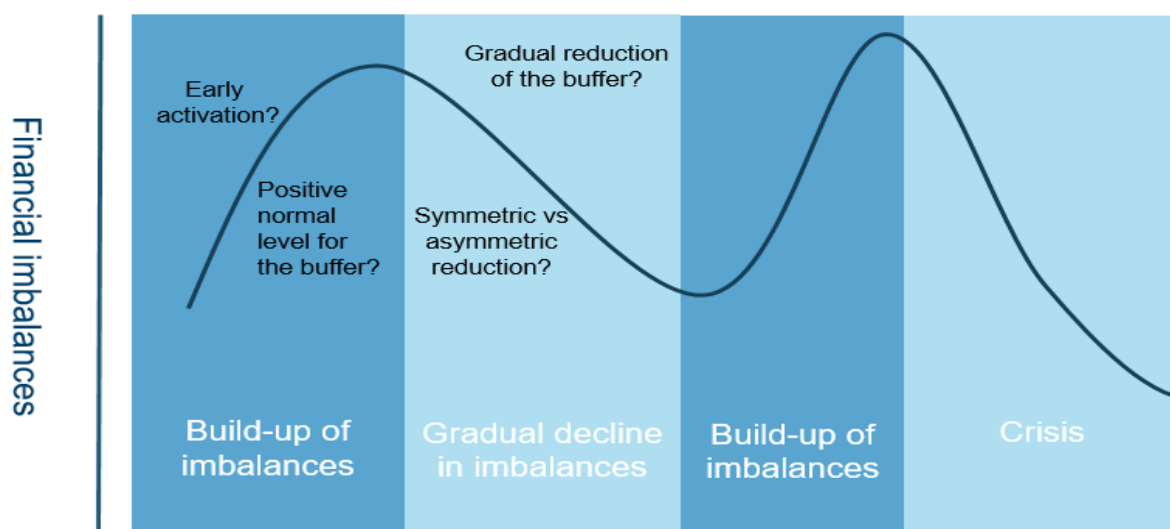 Financial imbalances
Early
activation?
Positive
normal
level for
the buffer?
Gradual reduction
of the buffer?
Symmetric vs
asymmetric
reduction?
Build-up of
imbalances
Gradual decline
in imbalances
Build-up of
imbalances
Crisis